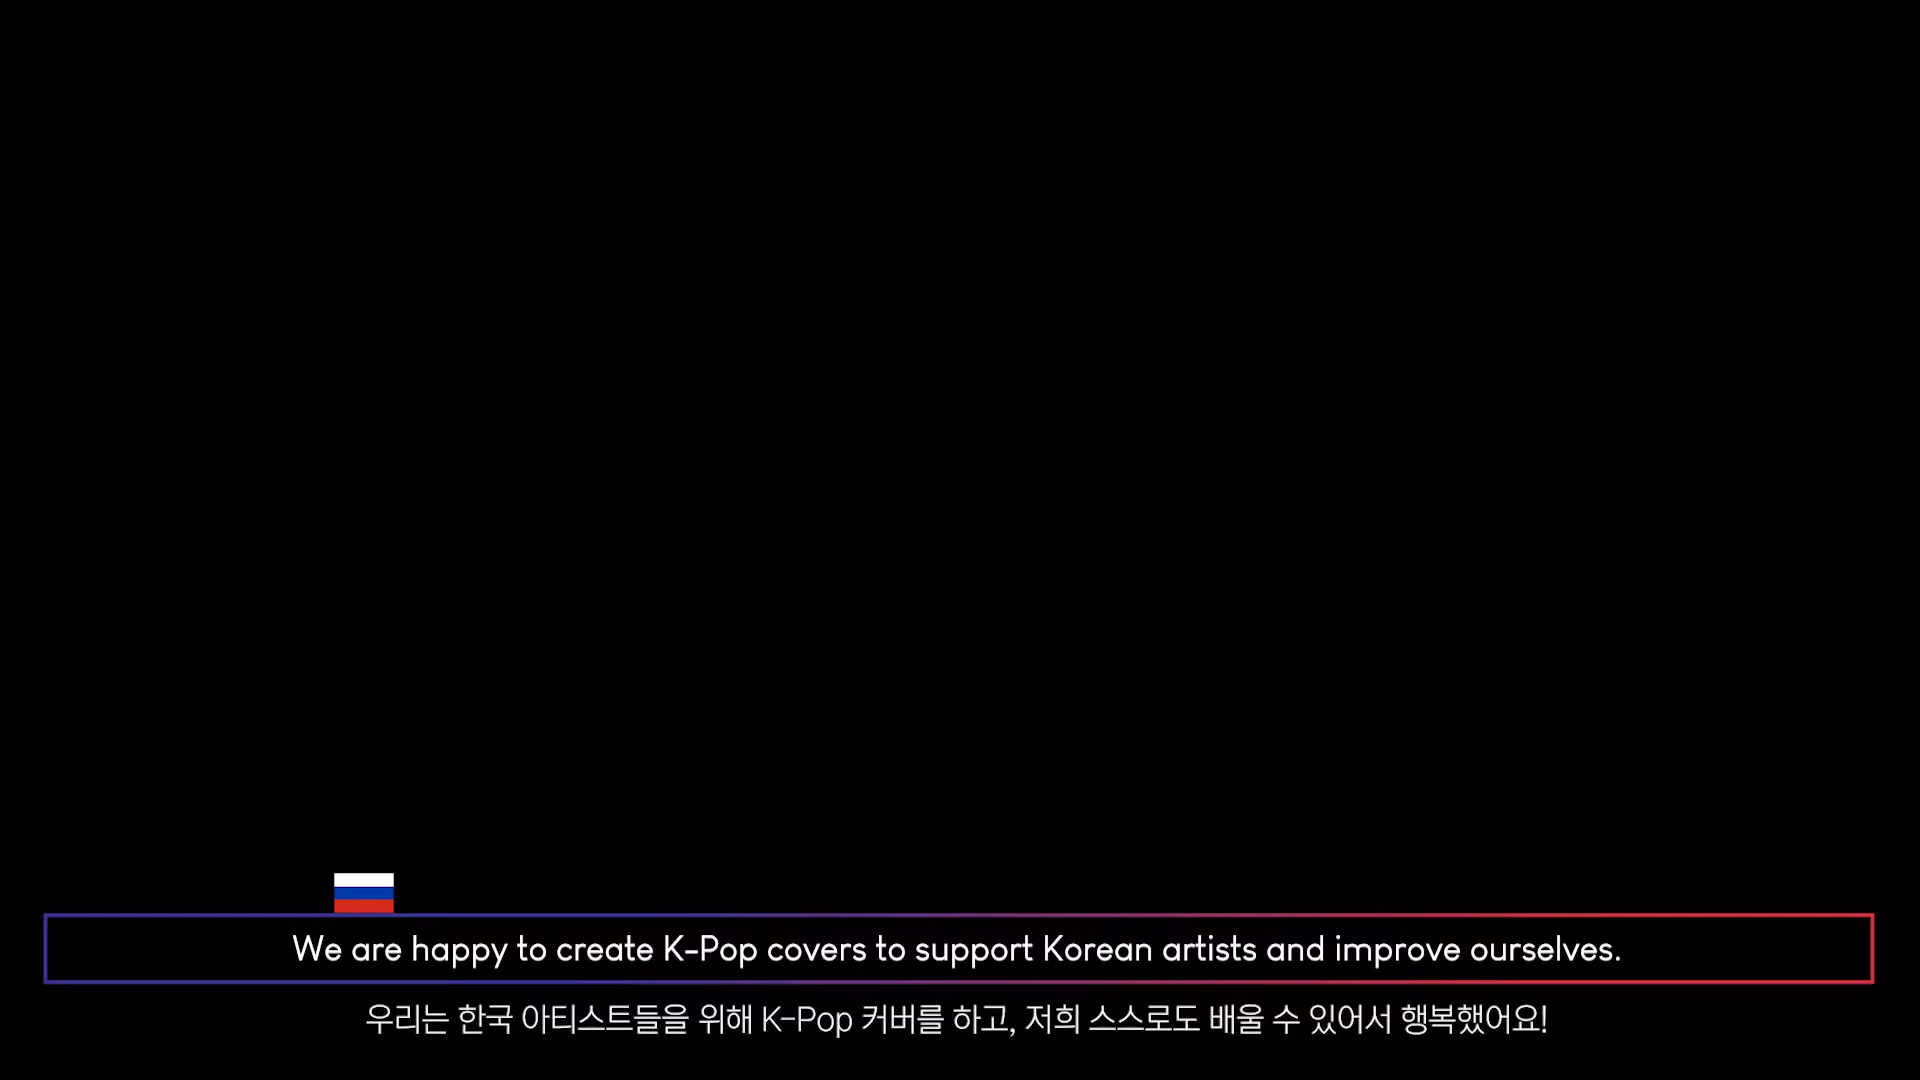 We are happy to create K-Pop covers to support Korean artists and improve ourselves.
우리는 한국 아티스트들을 위해 K-Pop 커버를 하고, 저희 스스로도 배울 수 있어서 행복했어요!